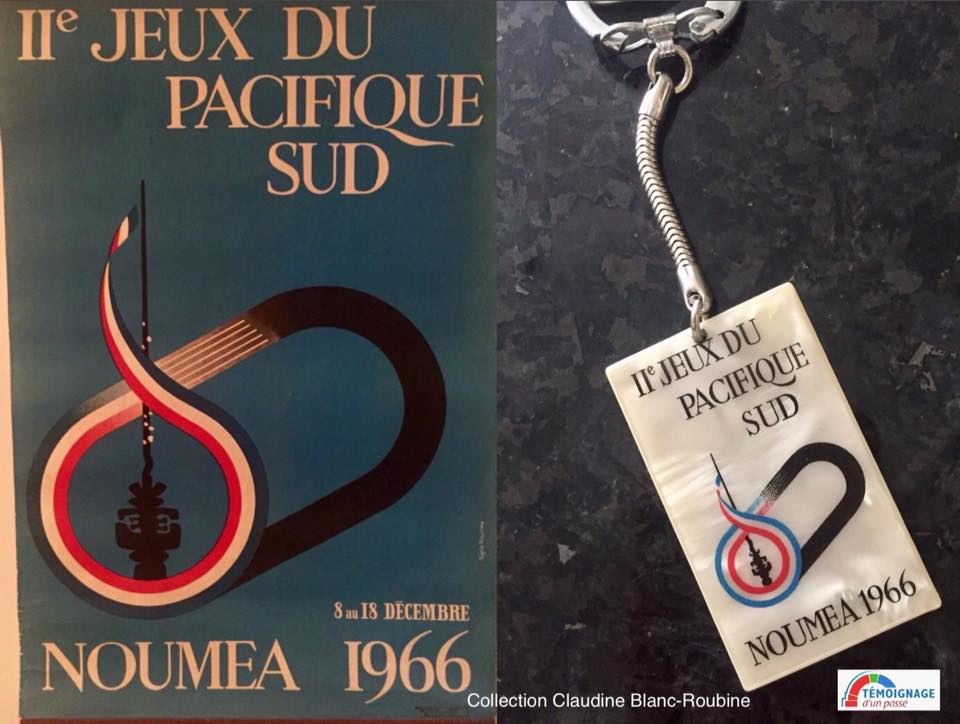 IIe JEUX DU
PACIFIQUE
SUD
8 au 18 DÉCEMBRE
NOUMEA 1966
IIe JEUX DU
PACIFIQUE
SUD
NOUMEA 1966
Collection Claudine Blanc-Roubine
TÉMOIGNAGE
d'un passé